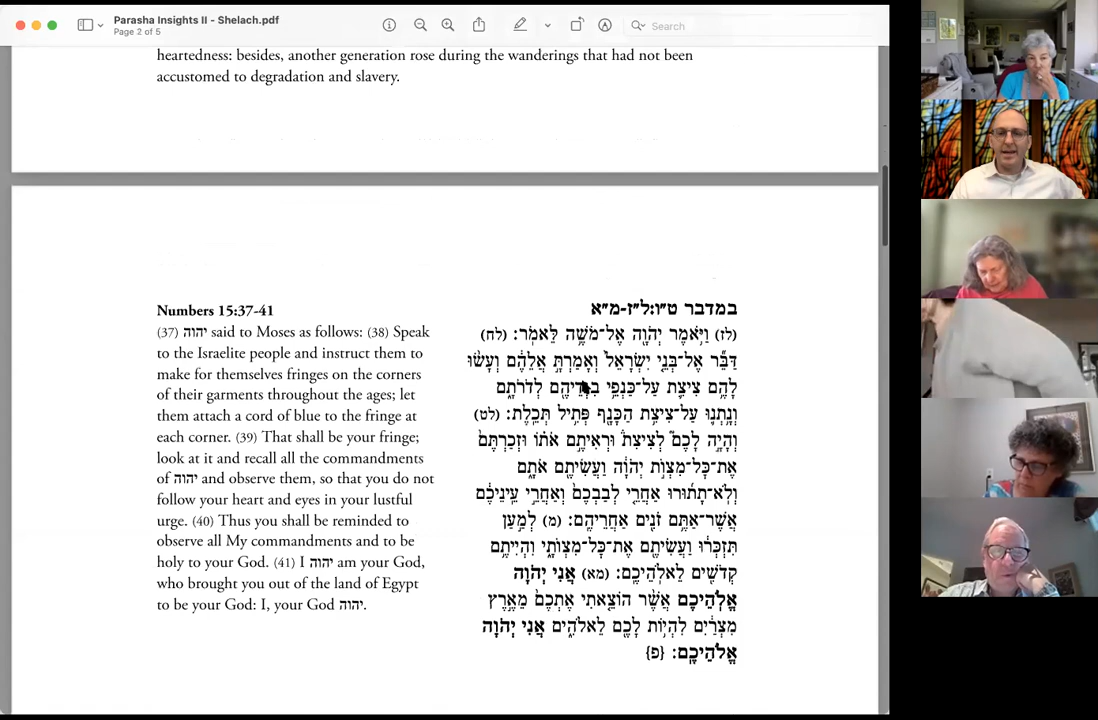 Parasha Insights II - Shelach.pdf
Page 2 of 5
Search
heartedness: besides, another generation rose during the wanderings that had not been
accustomed to degradation and slavery.
Numbers 15:37-41
(37) יהוה said to Moses as follows: (38) Speak
to the Israelite people and instruct them to
make for themselves fringes on the corners
of their garments throughout the ages; let
them attach a cord of blue to the fringe at
each corner. (39) That shall be your fringe;
look at it and recall all the commandments
of יהוה and observe them, so that you do not
follow your heart and eyes in your lustful
urge. (40) Thus you shall be reminded to
observe all My commandments and to be
holy to your God. (41) I יהוה am your God,
who brought you out of the land of Egypt
to be your God: I, your God יהוה.
במדבר ט״ו:ל״ז-מ״א
(לז) וַיֹּ֥אמֶר יְהֹוָ֖ה אֶל־מֹשֶׁ֥ה לֵּאמֹֽר׃ (לח)
דַּבֵּ֞ר אֶל־בְּנֵ֤י יִשְׂרָאֵל֙ וְאָמַרְתָּ֣ אֲלֵהֶ֔ם וְעָשׂ֨וּ
לָהֶ֥ם צִיצִ֛ת עַל־כַּנְפֵ֥י בִגְדֵיהֶ֖ם לְדֹרֹתָ֑ם
וְנָֽתְנ֛וּ עַל־צִיצִ֥ת הַכָּנָ֖ף פְּתִ֥יל תְּכֵֽלֶת׃ (לט)
וְהָיָ֣ה לָכֶם֮ לְצִיצִת֒ וּרְאִיתֶ֣ם אֹת֗וֹ וּזְכַרְתֶּם֙
אֶת־כׇּל־מִצְוֺ֣ת יְהֹוָ֔ה וַעֲשִׂיתֶ֖ם אֹתָ֑ם
וְלֹֽא־תָת֜וּרוּ אַחֲרֵ֤י לְבַבְכֶם֙ וְאַחֲרֵ֣י עֵֽינֵיכֶ֔ם
אֲשֶׁר־אַתֶּ֥ם זֹנִ֖ים אַחֲרֵיהֶֽם׃ (מ) לְמַ֣עַן
תִּזְכְּר֔וּ וַעֲשִׂיתֶ֖ם אֶת־כׇּל־מִצְוֺתָ֑י וִהְיִיתֶ֥ם
קְדֹשִׁ֖ים לֵאלֹֽהֵיכֶֽם׃ (מא) אֲנִ֞י יְהֹוָ֣ה
אֱלֹֽהֵיכֶ֗ם אֲשֶׁ֨ר הוֹצֵ֤אתִי אֶתְכֶם֙ מֵאֶ֣רֶץ
מִצְרַ֔יִם לִהְי֥וֹת לָכֶ֖ם לֵאלֹהִ֑ים אֲנִ֖י יְהֹוָ֥ה
אֱלֹהֵיכֶֽם׃ {פ}